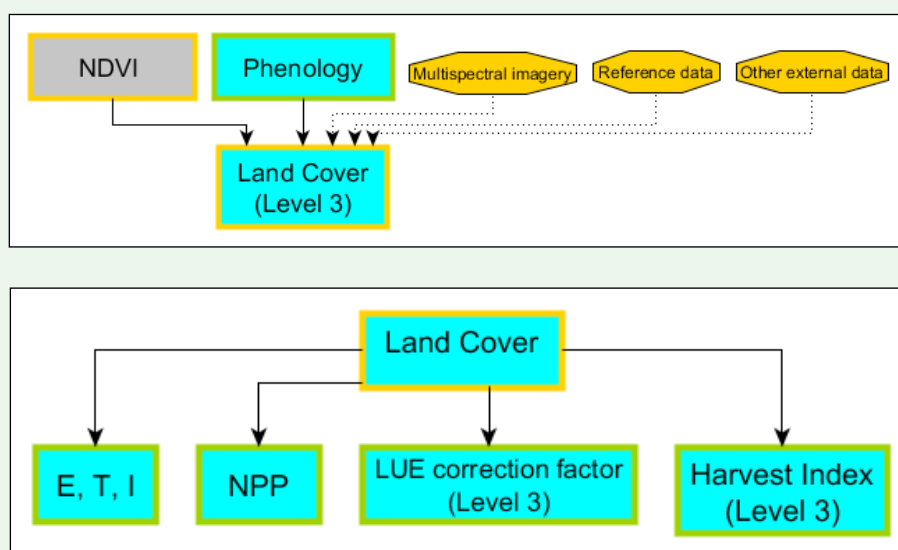 NDVI
Phenology
Multispectral imagery
Reference data
Other external data
Land Cover
(Level 3)
Land Cover
E, T, I
NPP
LUE correction factor
(Level 3)
Harvest Index
(Level 3)